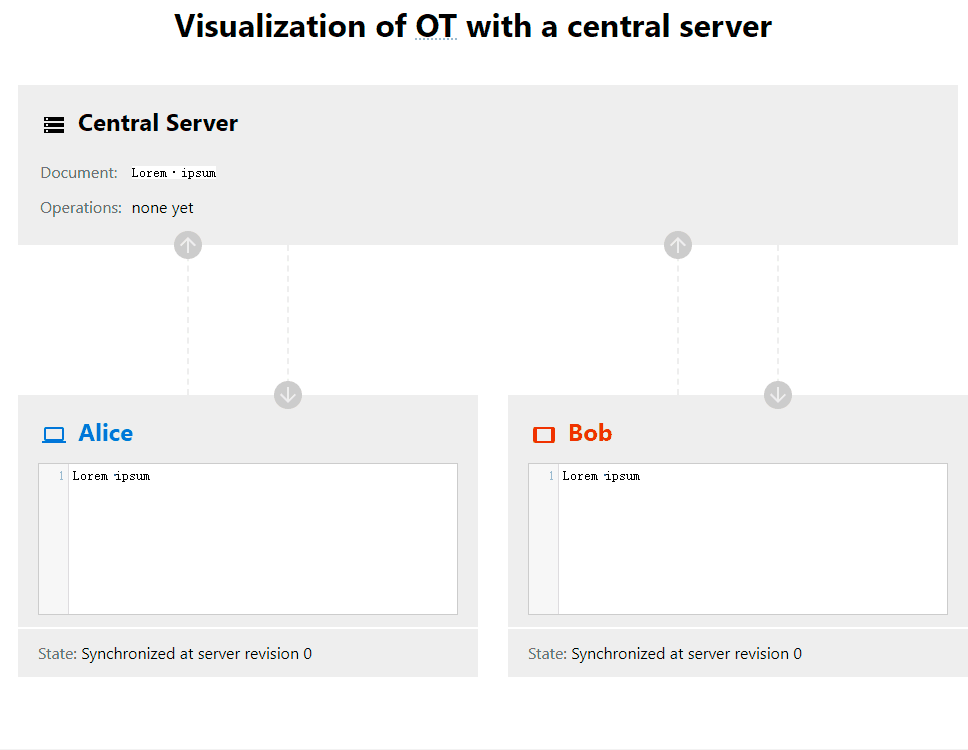 Visualization of OT with a central server
Central Server
Document: Lorem·ipsum
Operations: none yet
Alice
1 Lorem ipsum
State: Synchronized at server revision 0
Bob
1 Lorem ipsum
State: Synchronized at server revision 0